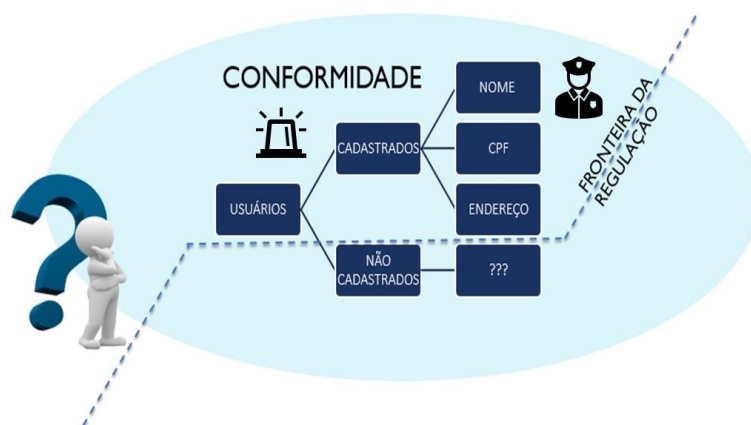 CONFORMIDADE
NOME
FRONTEIRA DA
REGULAÇÃO
CADASTRADOS
CPF
USUÁRIOS
ENDEREÇO
NÃO
CADASTRADOS
???